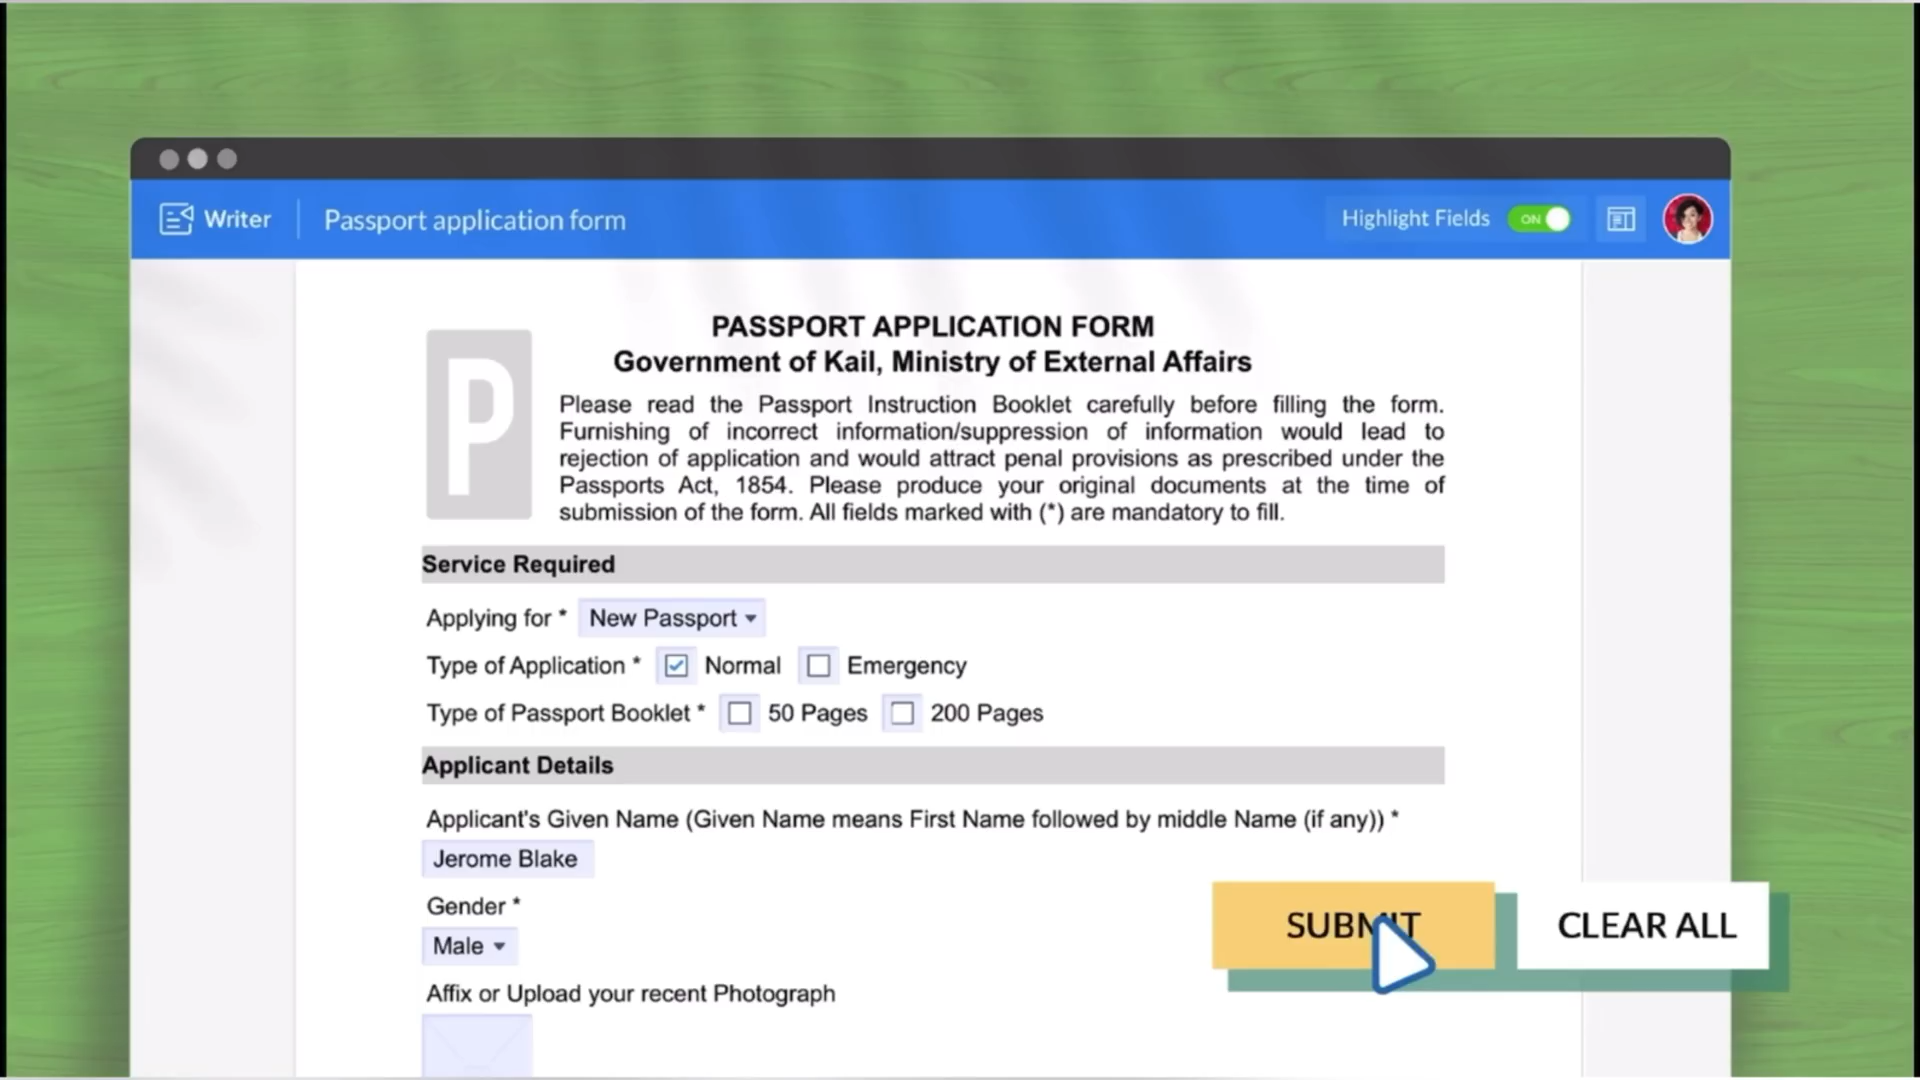 Writer
Passport application form
Highlight Fields
ON
P
PASSPORT APPLICATION FORM
Government of Kail, Ministry of External Affairs
Please read the Passport Instruction Booklet carefully before filling the form.
Furnishing of incorrect information/suppression of information would lead to
rejection of application and would attract penal provisions as prescribed under the
Passports Act, 1854. Please produce your original documents at the time of
submission of the form. All fields marked with (*) are mandatory to fill.
Service Required
Applying for * New Passport
Type of Application * Normal Emergency
Type of Passport Booklet * 50 Pages 200 Pages
Applicant Details
Applicant's Given Name (Given Name means First Name followed by middle Name (if any)) *
Jerome Blake
Gender *
Male
SUBMIT
CLEAR ALL
Affix or Upload your recent Photograph